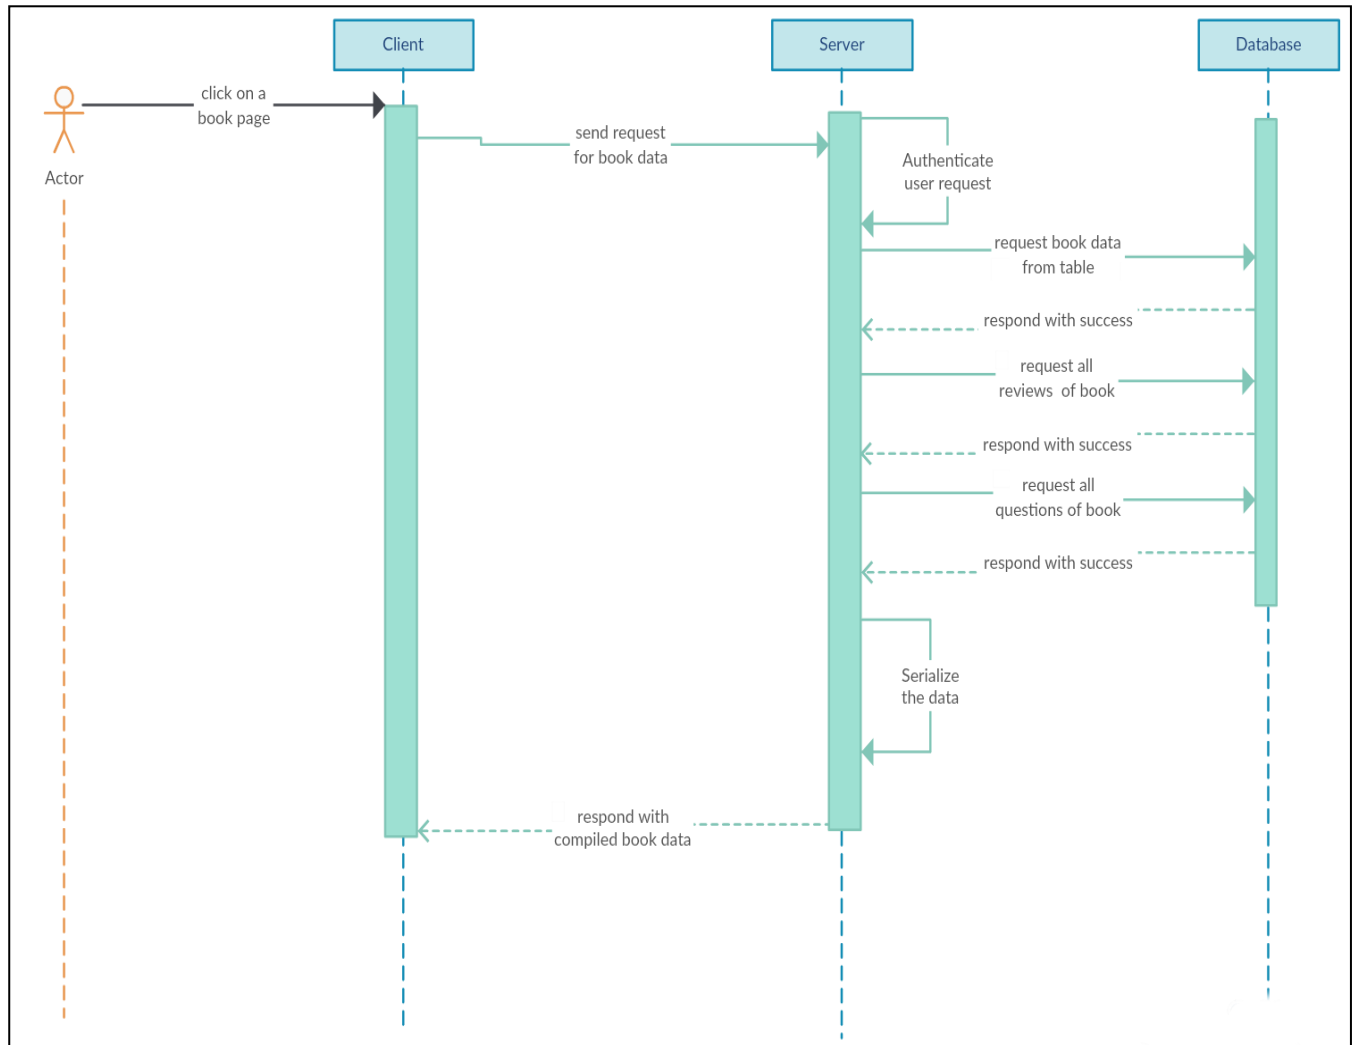 Client
Server
Database
click on a
book page
Actor
send request
for book data
Authenticate
user request
request book data
from table
respond with success
request all
reviews of book
respond with success
request all
questions of book
respond with success
Serialize
the data
respond with
compiled book data